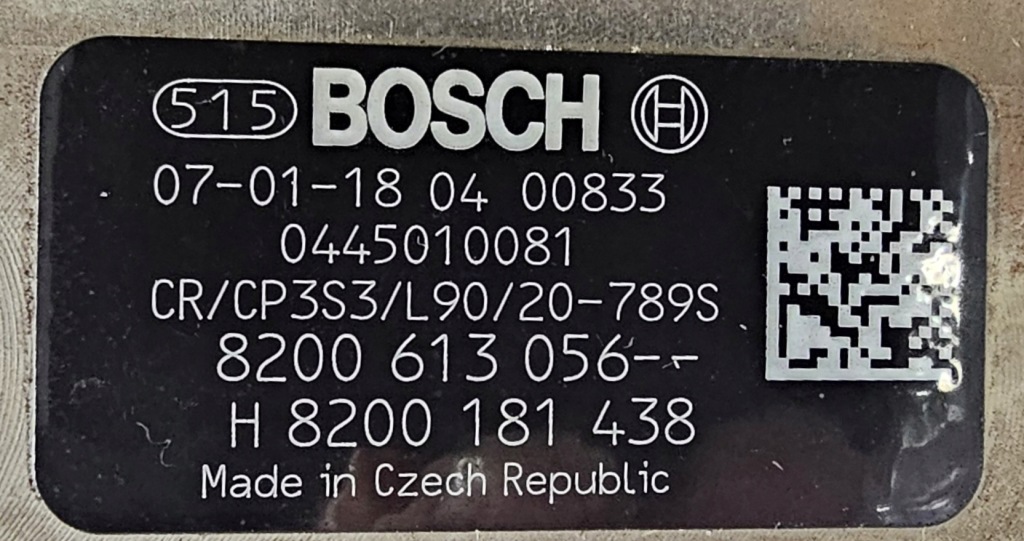 515 BOSCH
07-01-18 04 00833
0445010081
CR/CP3S3/L90/20-789S
8200 613 056--
H 8200 181 438
Made in Czech Republic